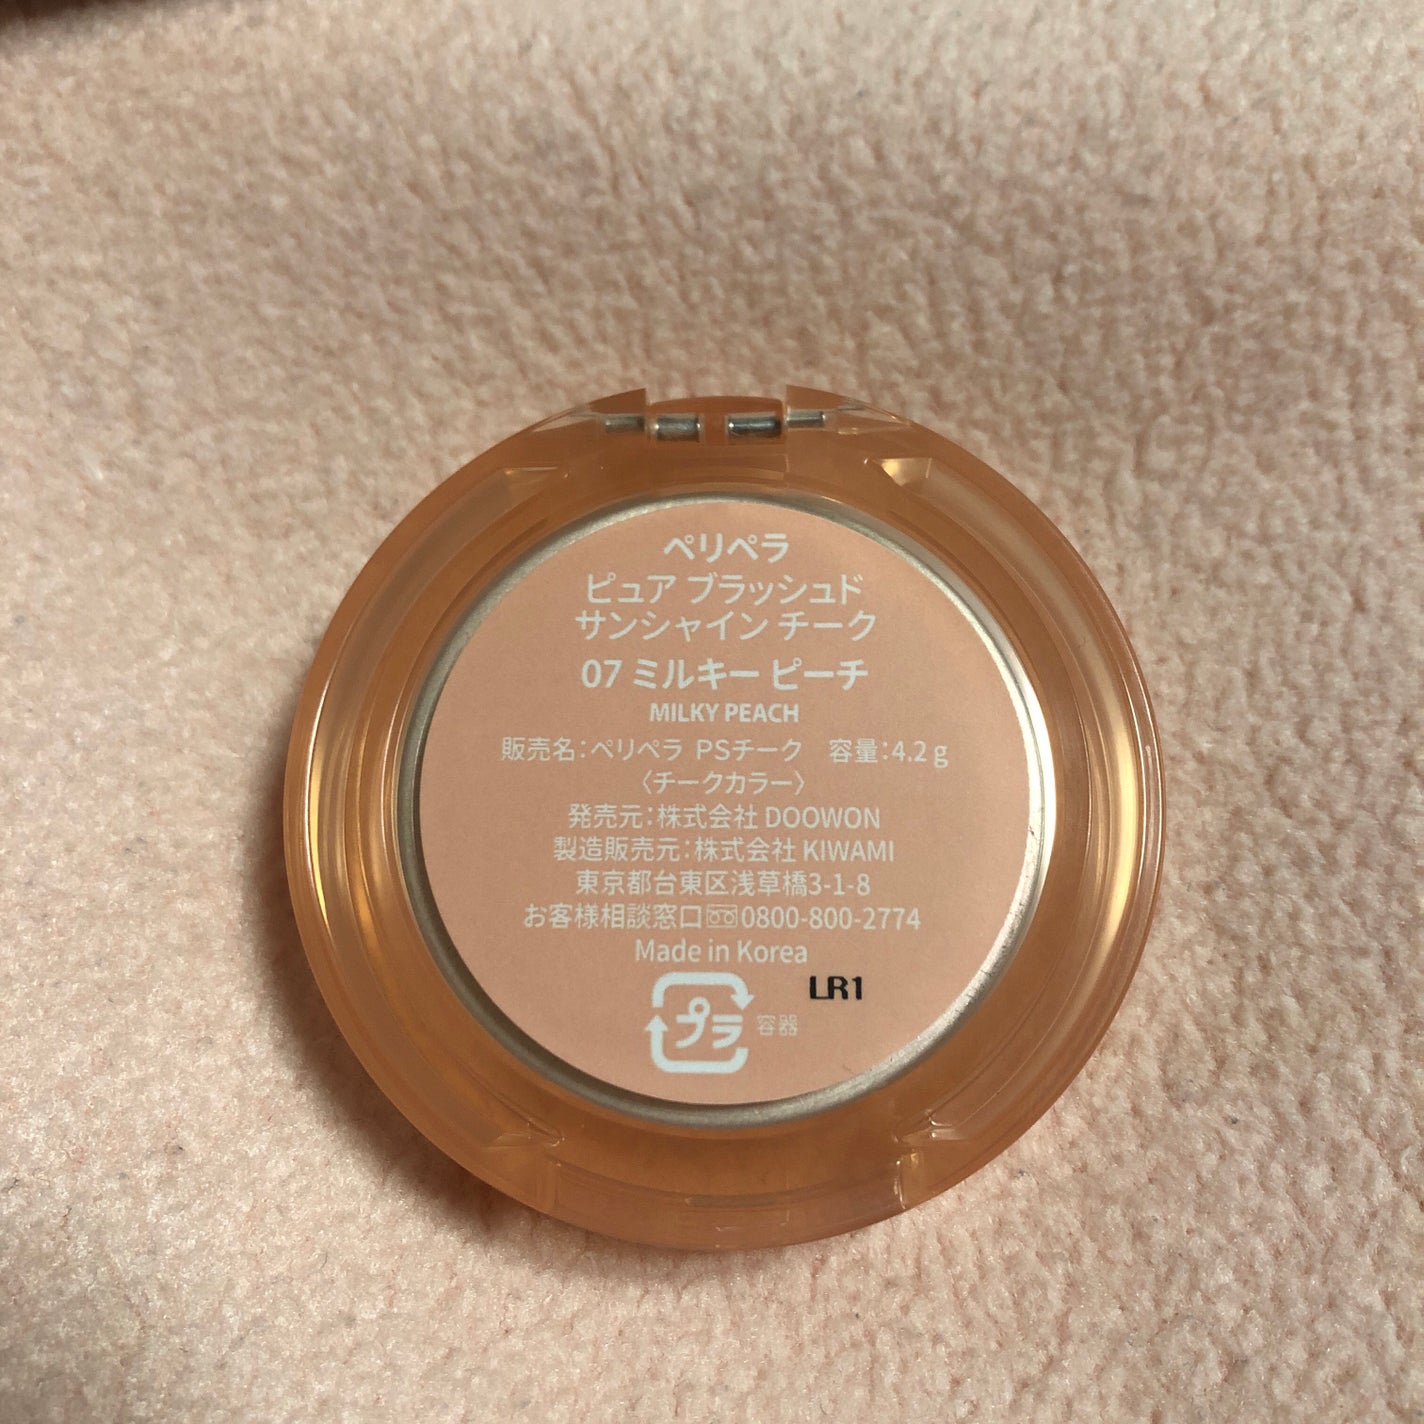 ペリペラ
ピュア ブラッシュド
サンシャイン チーク
07 ミルキー ピーチ
MILKY PEACH
販売名：ペリペラ PSチーク 容量：4.2 g
〈チークカラー〉
発売元：株式会社 DOOWON
製造販売元：株式会社 KIWAMI
東京都台東区浅草橋3-1-8
お客様相談窓口 0800-800-2774
Made in Korea
LR1
プラ 容器